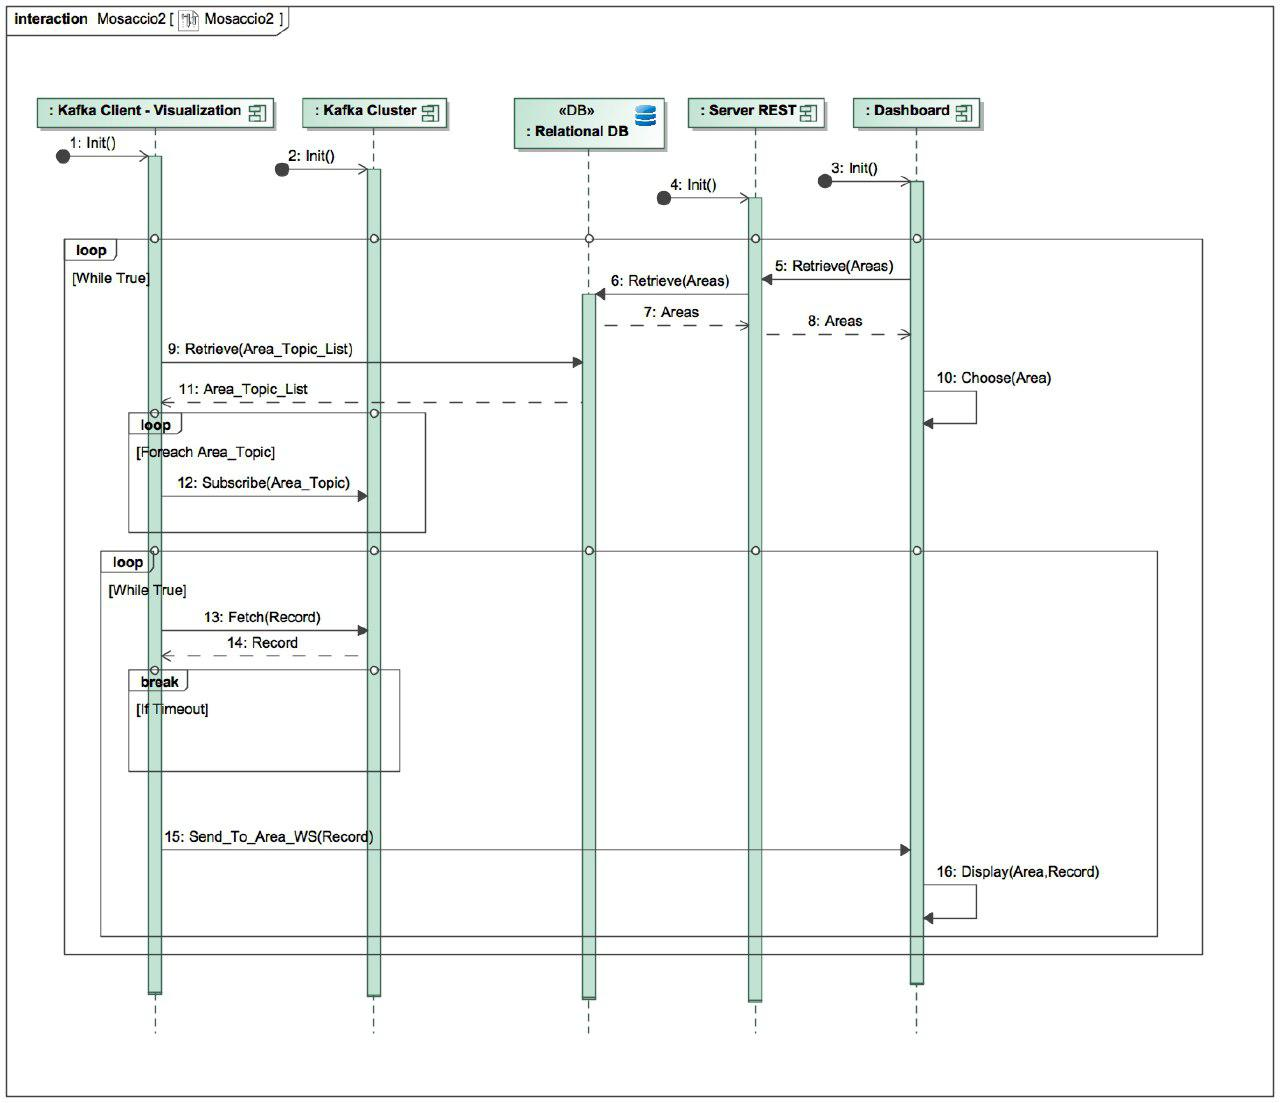 interaction Mosaccio2 [ Mosaccio2 ]
: Kafka Client - Visualization
: Kafka Cluster
«DB»
: Relational DB
: Server REST
: Dashboard
1: Init()
2: Init()
3: Init()
4: Init()
loop
[While True]
5: Retrieve(Areas)
6: Retrieve(Areas)
7: Areas
8: Areas
9: Retrieve(Area_Topic_List)
10: Choose(Area)
11: Area_Topic_List
loop
[Foreach Area_Topic]
12: Subscribe(Area_Topic)
loop
[While True]
13: Fetch(Record)
14: Record
break
[If Timeout]
15: Send_To_Area_WS(Record)
16: Display(Area,Record)